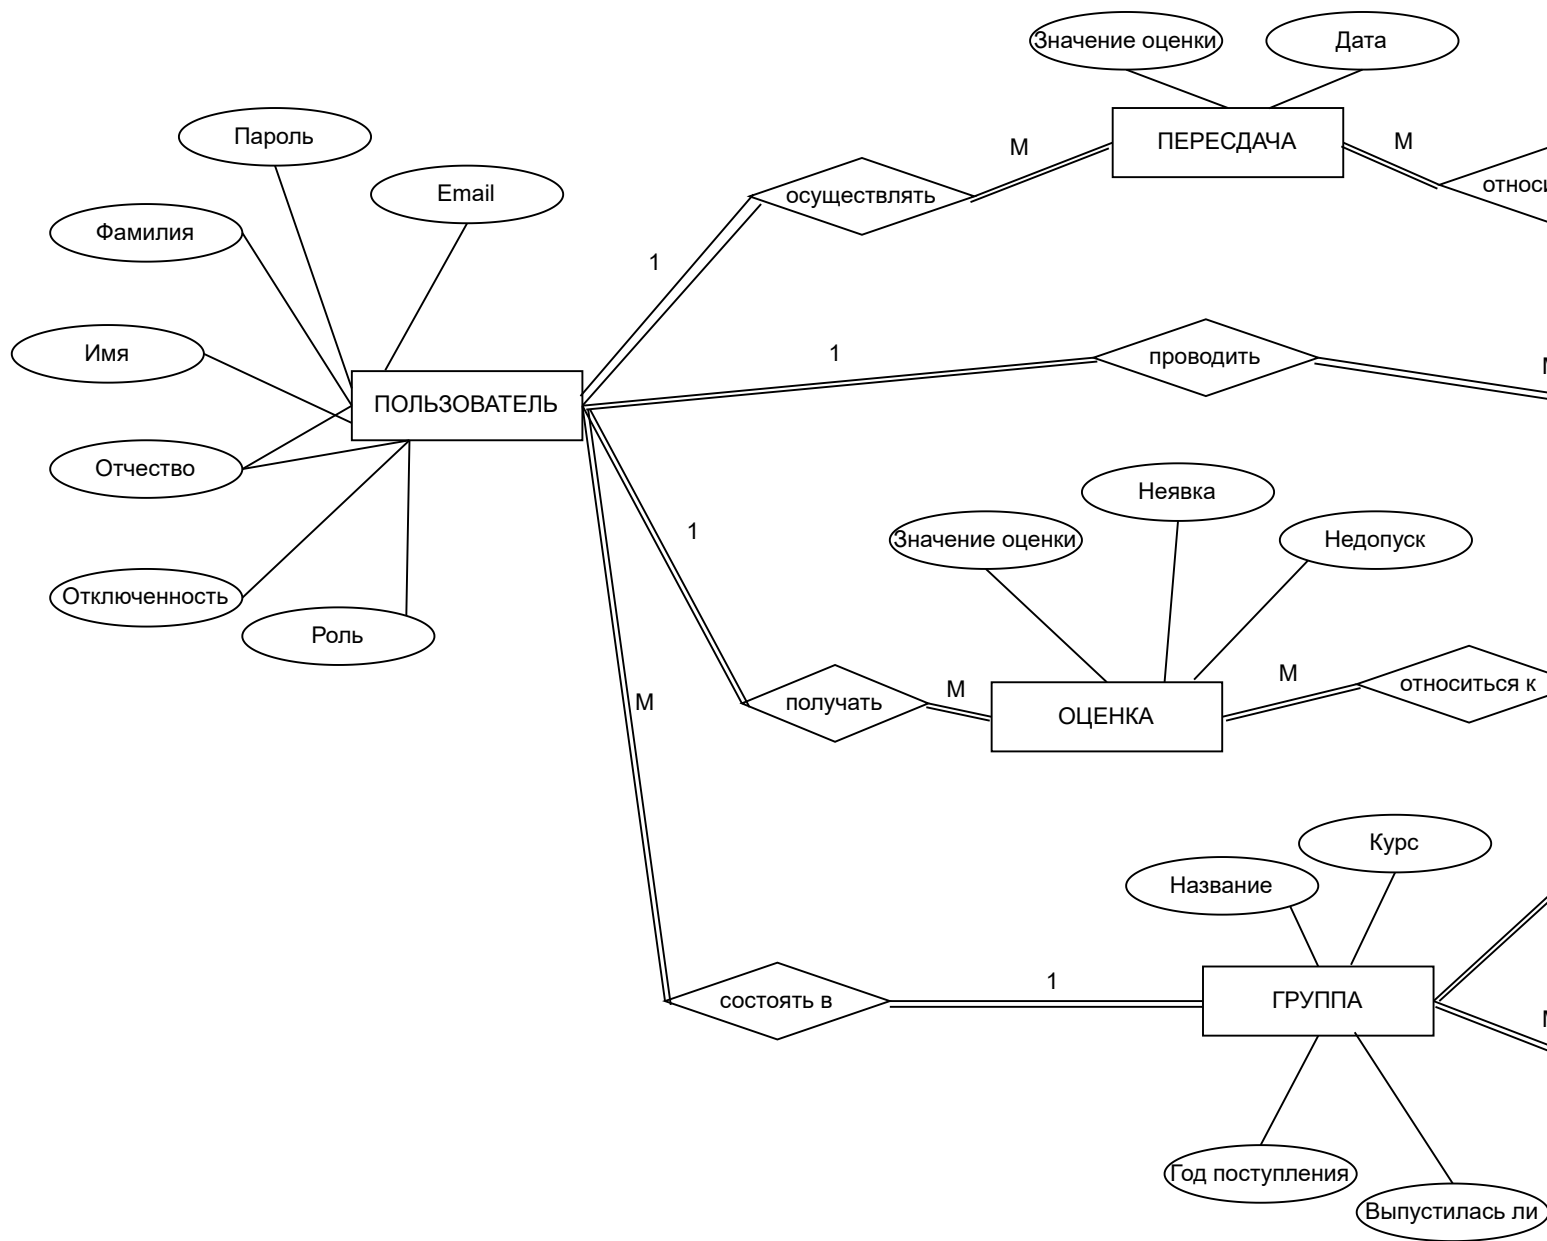 Значение оценки
Дата
Пароль
ПЕРЕСДАЧА
М
М
Email
осуществлять
Фамилия
1
Имя
1
проводить
ПОЛЬЗОВАТЕЛЬ
Отчество
Неявка
Значение оценки
Недопуск
1
Отключенность
Роль
М
М
М
относиться к
получать
ОЦЕНКА
Курс
Название
1
состоять в
ГРУППА
Год поступления
Выпустилась ли